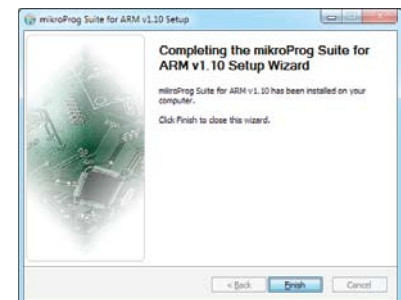 mikroProg Suite for ARM v1.10 Setup
Completing the mikroProg Suite for
ARM v1.10 Setup Wizard
mikroProg Suite for ARM v1.10 has been installed on your
computer.
Click Finish to close this wizard.
< Back
Finish
Cancel